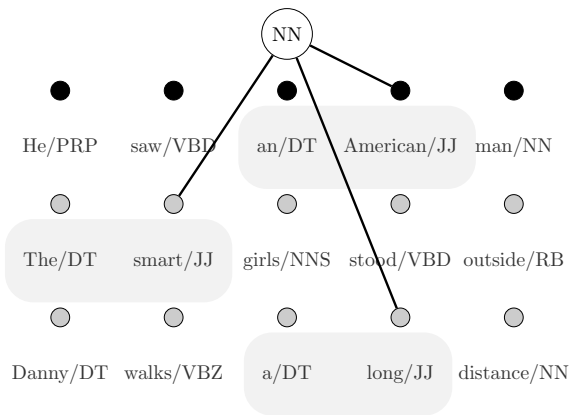 NN
He/PRP saw/VBD an/DT American/JJ man/NN
The/DT smart/JJ girls/NNS stood/VBD outside/RB
Danny/DT walks/VBZ a/DT long/JJ distance/NN